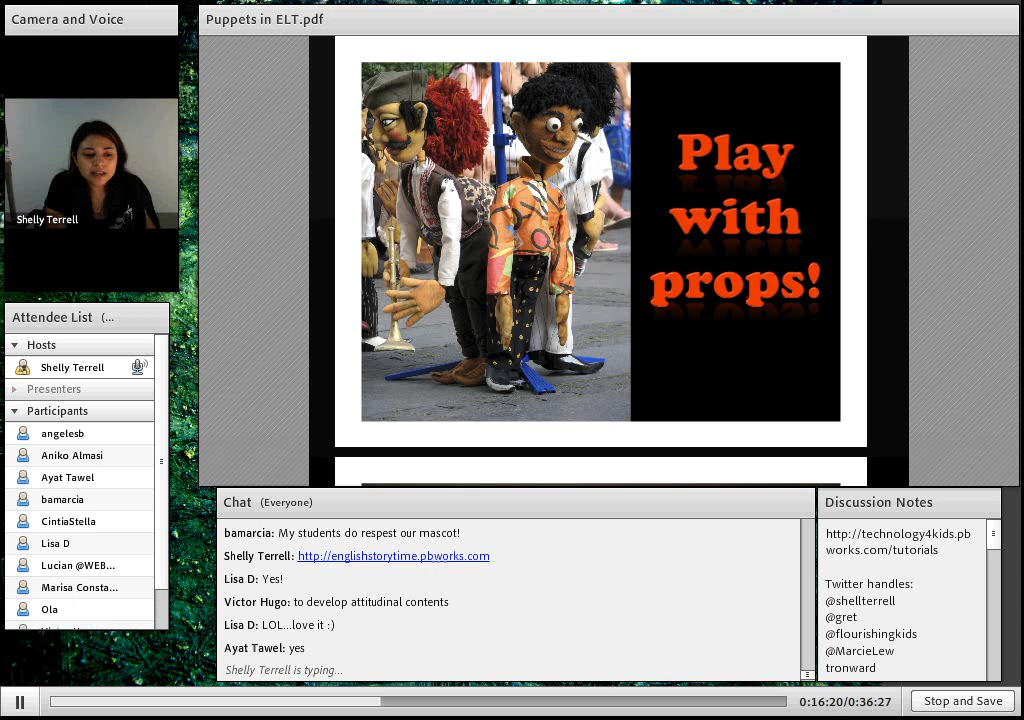 Camera and Voice
Shelly Terrell
Attendee List (...
Hosts
Shelly Terrell
Presenters
Participants
angelesb
Aniko Almasi
Ayat Tawel
bamarcia
CintiaStella
Lisa D
Lucian @WEB...
Marisa Consta...
Ola
Puppets in ELT.pdf
Play
with
props!
Chat (Everyone)
bamarcia: My students do respest our mascot!
Shelly Terrell: http://englishstorytime.pbworks.com
Lisa D: Yes!
Victor Hugo: to develop attitudinal contents
Lisa D: LOL...love it :)
Ayat Tawel: yes
Shelly Terrell is typing...
Discussion Notes
http://technology4kids.pb
works.com/tutorials
Twitter handles:
@shellterrell
@gret
@flourishingkids
@MarcieLew
tronward
0:16:20/0:36:27
Stop and Save